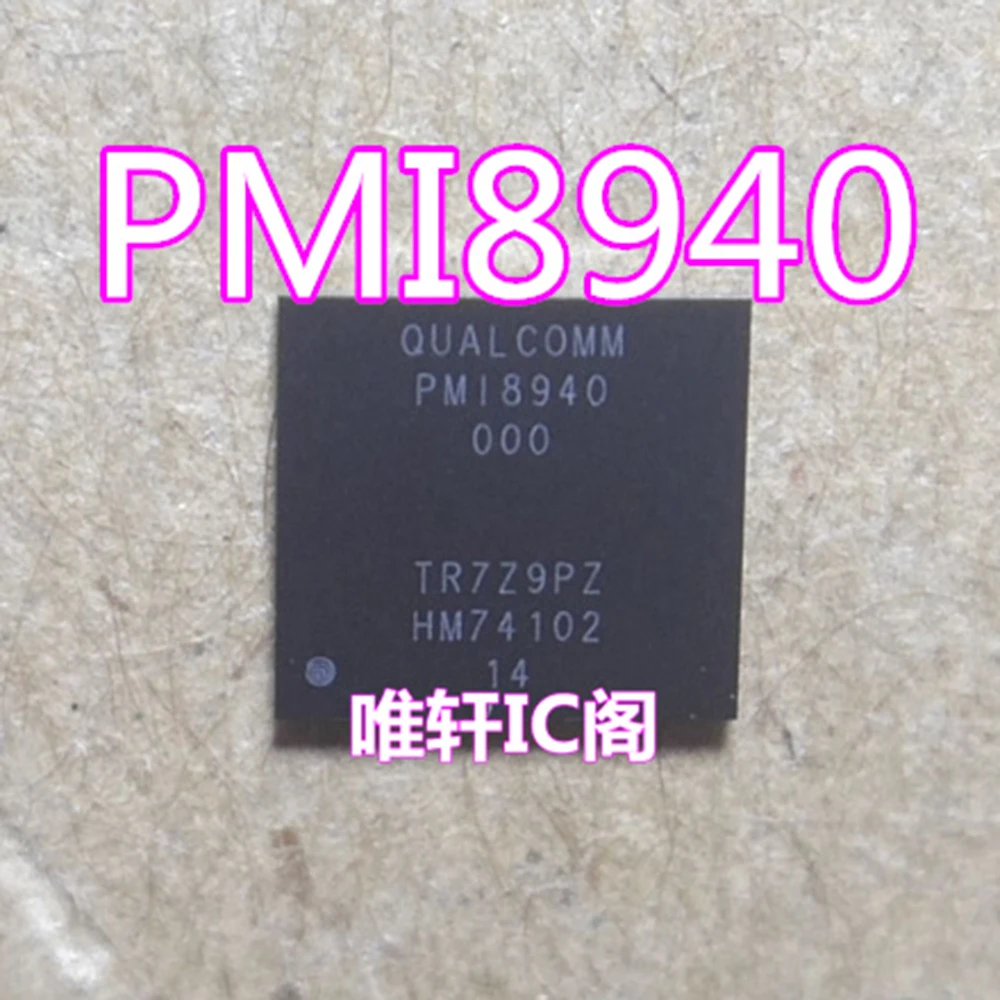 PMI8940
QUALCOMM
PMI8940
000
TR7Z9PZ
HM74102
14
唯轩IC阁